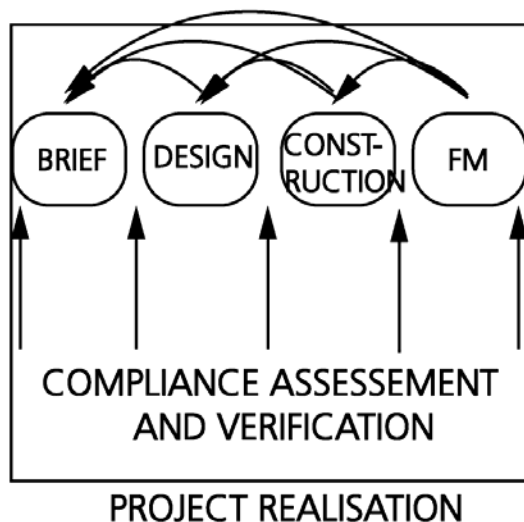 BRIEF
DESIGN
CONST-
RUCTION
FM
COMPLIANCE ASSESSEMENT
AND VERIFICATION
PROJECT REALISATION